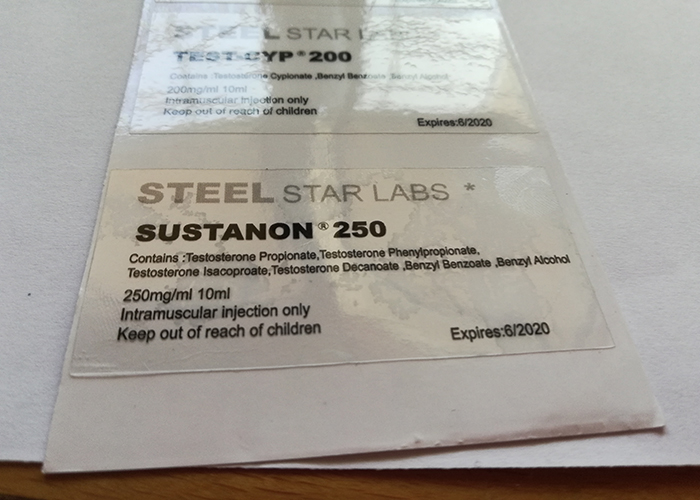 STEEL STAR LABS
TEST-CYP® 200
Contains :Testosterone Cypionate ,Benzyl Benzoate ,Benzyl Alcohol
200mg/ml 10ml
Intramuscular Injection only
Keep out of reach of children
Expires:6/2020
STEEL STAR LABS *
SUSTANON® 250
Contains :Testosterone Propionate,Testosterone Phenylpropionate,
Testosterone Isacoproate,Testosterone Decanoate ,Benzyl Benzoate ,Benzyl Alcohol
250mg/ml 10ml
Intramuscular injection only
Keep out of reach of children
Expires:6/2020